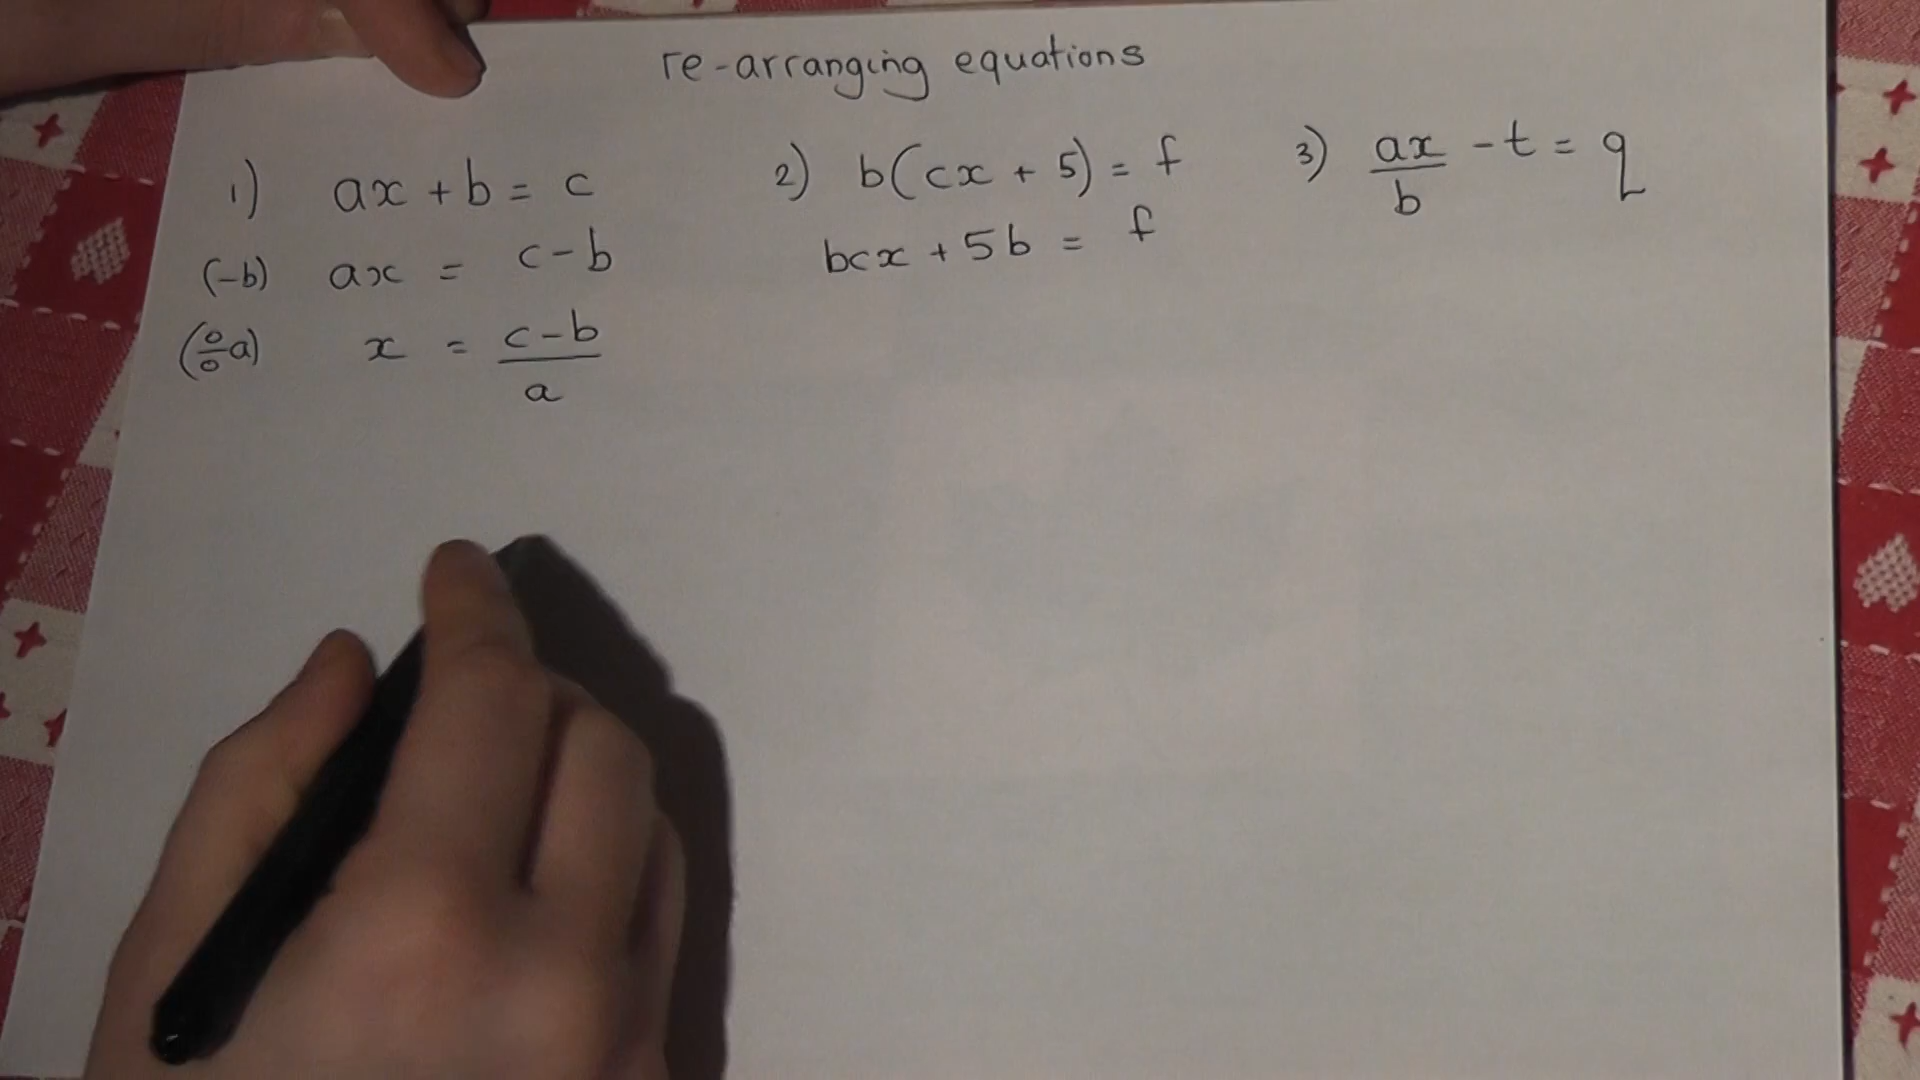 re-arranging equations
1) ax + b = c
(-b) ax = c - b
(÷a) x = c - b / a
2) b(cx + 5) = f
bcx + 5b = f
3) ax / b - t = q